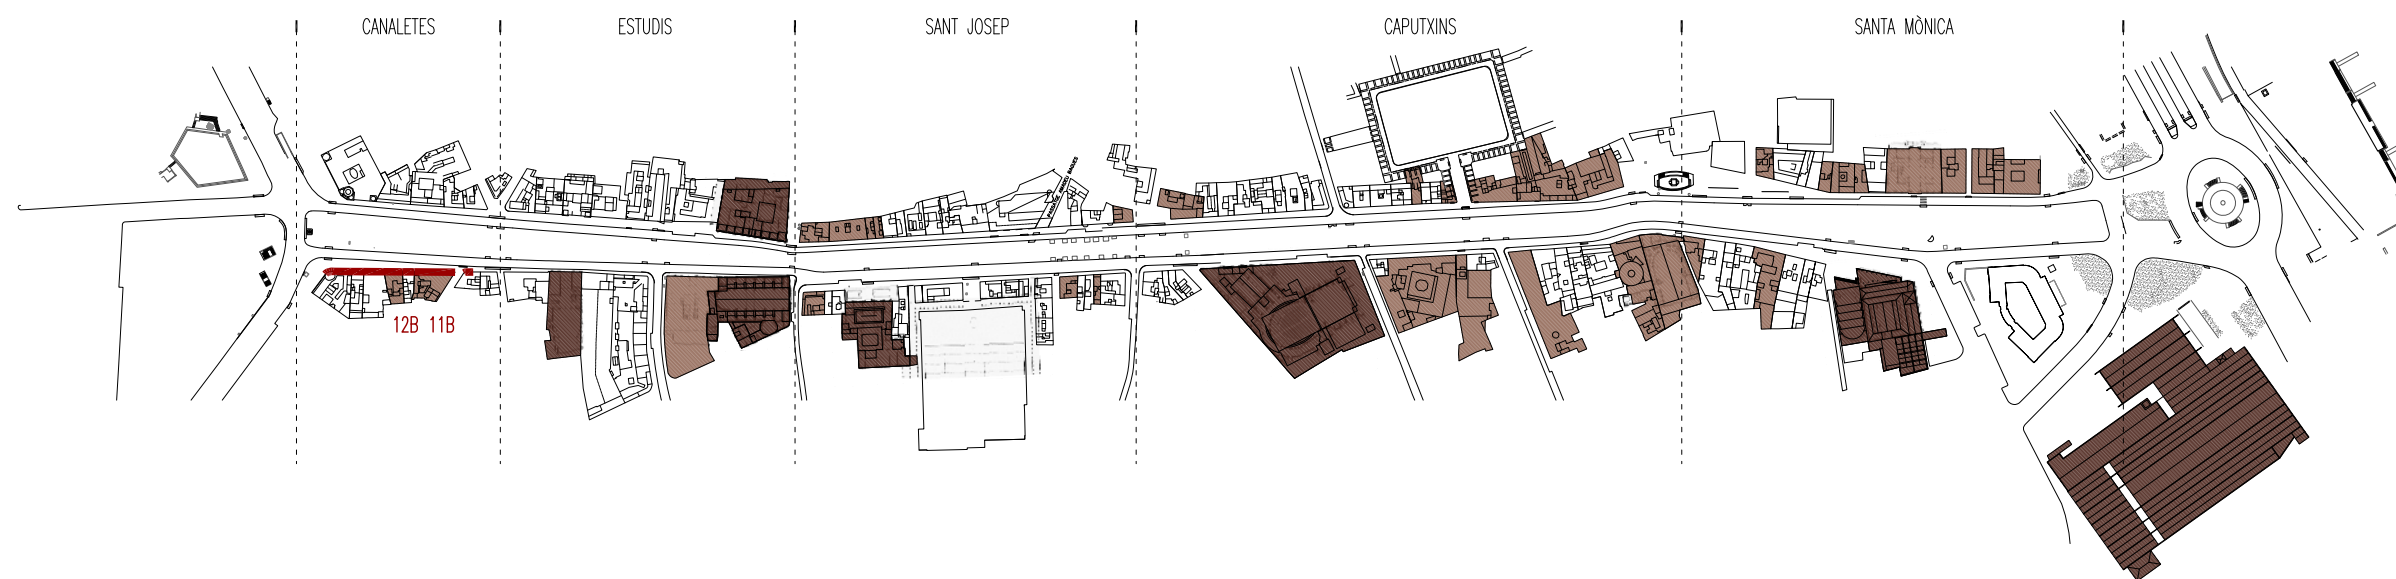 CANALETES
ESTUDIS
SANT JOSEP
CAPUTXINS
SANTA MÒNICA
12B 11B